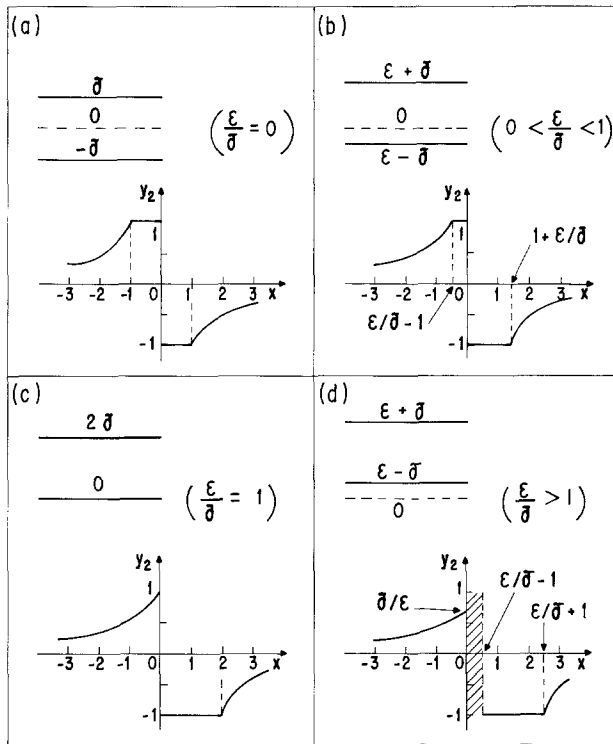 (a)
ͽ
0
-ͽ
(ε/ͽ = 0)
y₂
1
-3 -2 -1 0 1 2 3 x
-1
(b)
ε + ͽ
0
ε - ͽ
(0 < ε/ͽ < 1)
y₂
1
1 + ε/ͽ
-3 -2 -1 0 1 2 3 x
ε/ͽ - 1
-1
(c)
2ͽ
0
(ε/ͽ = 1)
y₂
1
-3 -2 -1 0 1 2 3 x
-1
(d)
ε + ͽ
ε - ͽ
0
(ε/ͽ > 1)
y₂
1
ε/ͽ - 1
ͽ/ε
ε/ͽ + 1
-3 -2 -1 0 1 2 3 x
-1